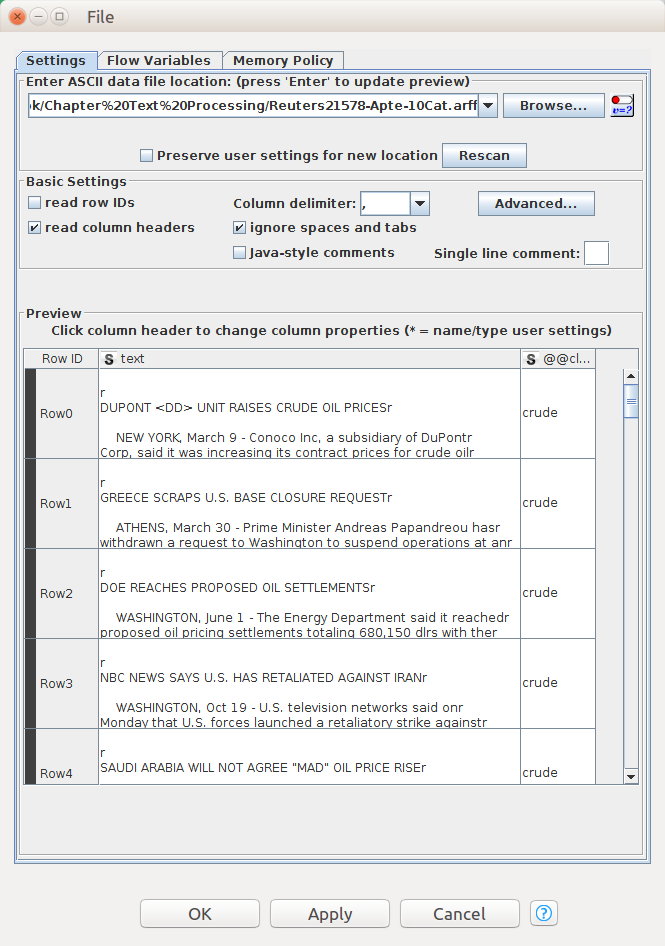 File
Settings Flow Variables Memory Policy
Enter ASCII data file location: (press 'Enter' to update preview)
k/Chapter%20Text%20Processing/Reuters21578-Apte-10Cat.arff Browse... v=?
Preserve user settings for new location Rescan
Basic Settings
read row IDs Column delimiter: , Advanced...
read column headers ignore spaces and tabs
Java-style comments Single line comment:
Preview
Click column header to change column properties (* = name/type user settings)
Row ID S text S @@cl...
r
Row0 DUPONT <DD> UNIT RAISES CRUDE OIL PRICESr crude
NEW YORK, March 9 - Conoco Inc, a subsidiary of DuPontr
Corp, said it was increasing its contract prices for crude oilr
r
Row1 GREECE SCRAPS U.S. BASE CLOSURE REQUESTr crude
ATHENS, March 30 - Prime Minister Andreas Papandreou hasr
withdrawn a request to Washington to suspend operations at anr
r
Row2 DOE REACHES PROPOSED OIL SETTLEMENTSr crude
WASHINGTON, June 1 - The Energy Department said it reachedr
proposed oil pricing settlements totaling 680,150 dlrs with ther
r
Row3 NBC NEWS SAYS U.S. HAS RETALIATED AGAINST IRANr crude
WASHINGTON, Oct 19 - U.S. television networks said onr
Monday that U.S. forces launched a retaliatory strike againstr
r
Row4 SAUDI ARABIA WILL NOT AGREE "MAD" OIL PRICE RISEr crude
OK Apply Cancel ?